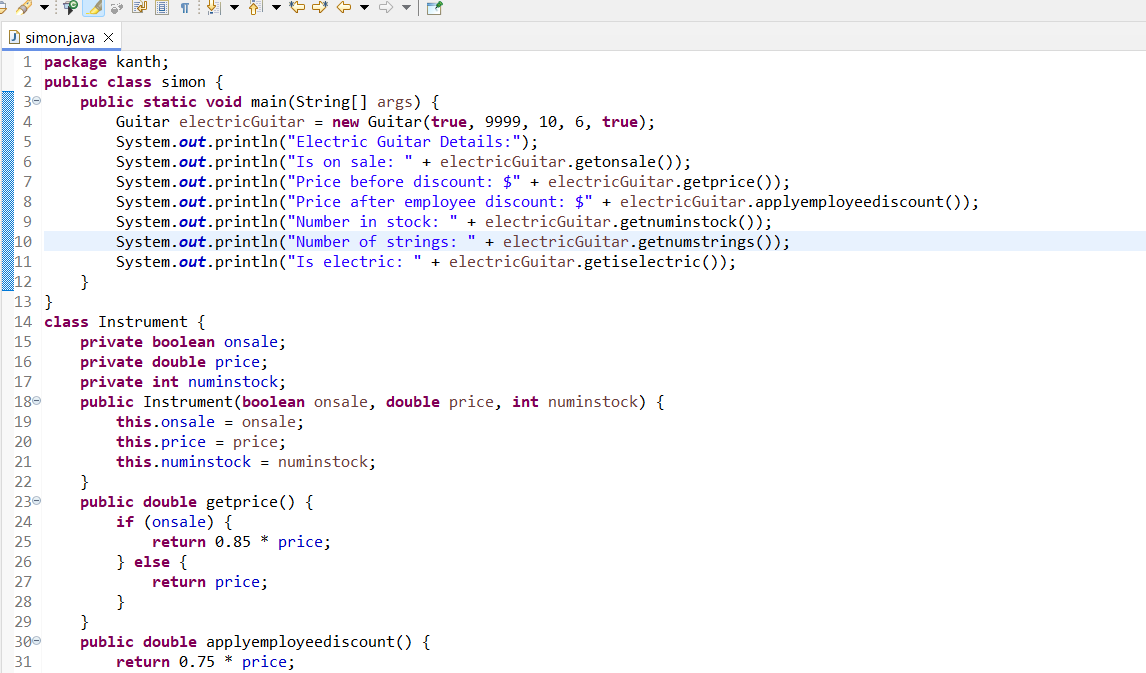 simon.java
1 package kanth;
2 public class simon {
3 public static void main(String[] args) {
4 Guitar electricGuitar = new Guitar(true, 9999, 10, 6, true);
5 System.out.println("Electric Guitar Details:");
6 System.out.println("Is on sale: " + electricGuitar.getonsale());
7 System.out.println("Price before discount: $" + electricGuitar.getprice());
8 System.out.println("Price after employee discount: $" + electricGuitar.applyemployeediscount());
9 System.out.println("Number in stock: " + electricGuitar.getnuminstock());
10 System.out.println("Number of strings: " + electricGuitar.getnumstrings());
11 System.out.println("Is electric: " + electricGuitar.getiselectric());
12 }
13 }
14 class Instrument {
15 private boolean onsale;
16 private double price;
17 private int numinstock;
18 public Instrument(boolean onsale, double price, int numinstock) {
19 this.onsale = onsale;
20 this.price = price;
21 this.numinstock = numinstock;
22 }
23 public double getprice() {
24 if (onsale) {
25 return 0.85 * price;
26 } else {
27 return price;
28 }
29 }
30 public double applyemployeediscount() {
31 return 0.75 * price;